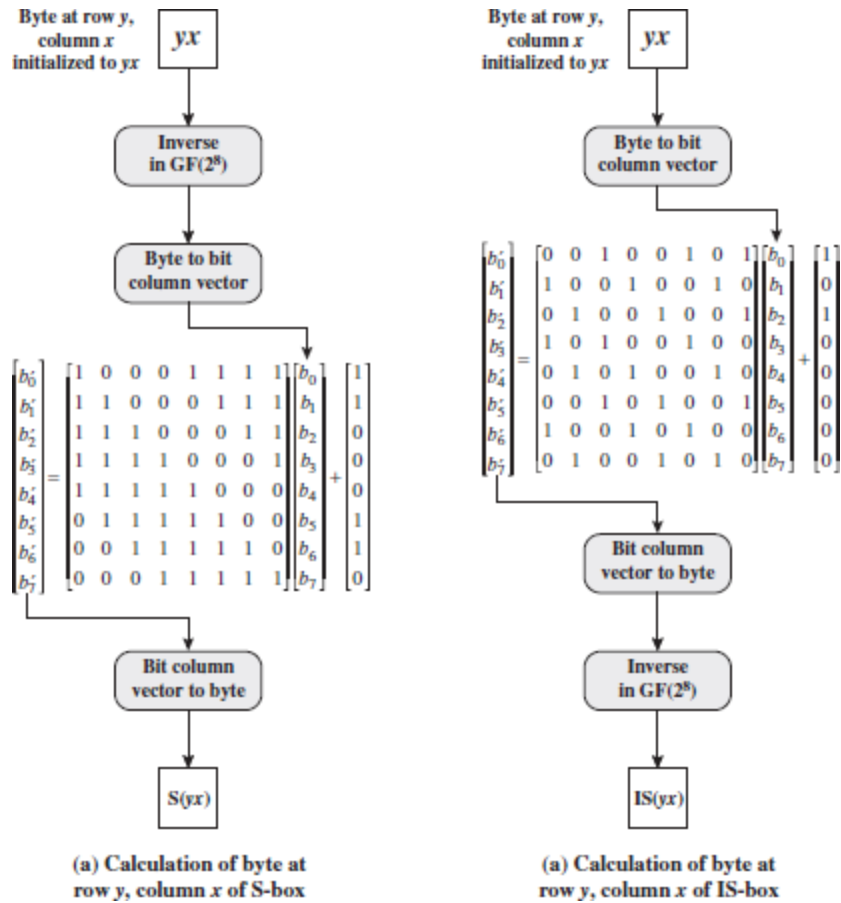 Byte at row y,
column x
initialized to yx
yx
Inverse
in GF(2⁸)
Byte to bit
column vector
b₀′ 1 0 0 0 1 1 1 1 b₀ 1
b₁′ 1 1 0 0 0 1 1 1 b₁ 1
b₂′ 1 1 1 0 0 0 1 1 b₂ 0
b₃′ = 1 1 1 1 0 0 0 1 b₃ + 0
b₄′ 1 1 1 1 1 0 0 0 b₄ 0
b₅′ 0 1 1 1 1 1 0 0 b₅ 1
b₆′ 0 0 1 1 1 1 1 0 b₆ 1
b₇′ 0 0 0 1 1 1 1 1 b₇ 0
Bit column
vector to byte
S(yx)
(a) Calculation of byte at
row y, column x of S-box
Byte at row y,
column x
initialized to yx
yx
Byte to bit
column vector
b₀′ 0 0 1 0 0 1 0 1 b₀ 1
b₁′ 1 0 0 1 0 0 1 0 b₁ 0
b₂′ 0 1 0 0 1 0 0 1 b₂ 1
b₃′ = 1 0 1 0 0 1 0 0 b₃ + 0
b₄′ 0 1 0 1 0 0 1 0 b₄ 0
b₅′ 0 0 1 0 1 0 0 1 b₅ 0
b₆′ 1 0 0 1 0 1 0 0 b₆ 0
b₇′ 0 1 0 0 1 0 1 0 b₇ 0
Bit column
vector to byte
Inverse
in GF(2⁸)
IS(yx)
(a) Calculation of byte at
row y, column x of IS-box